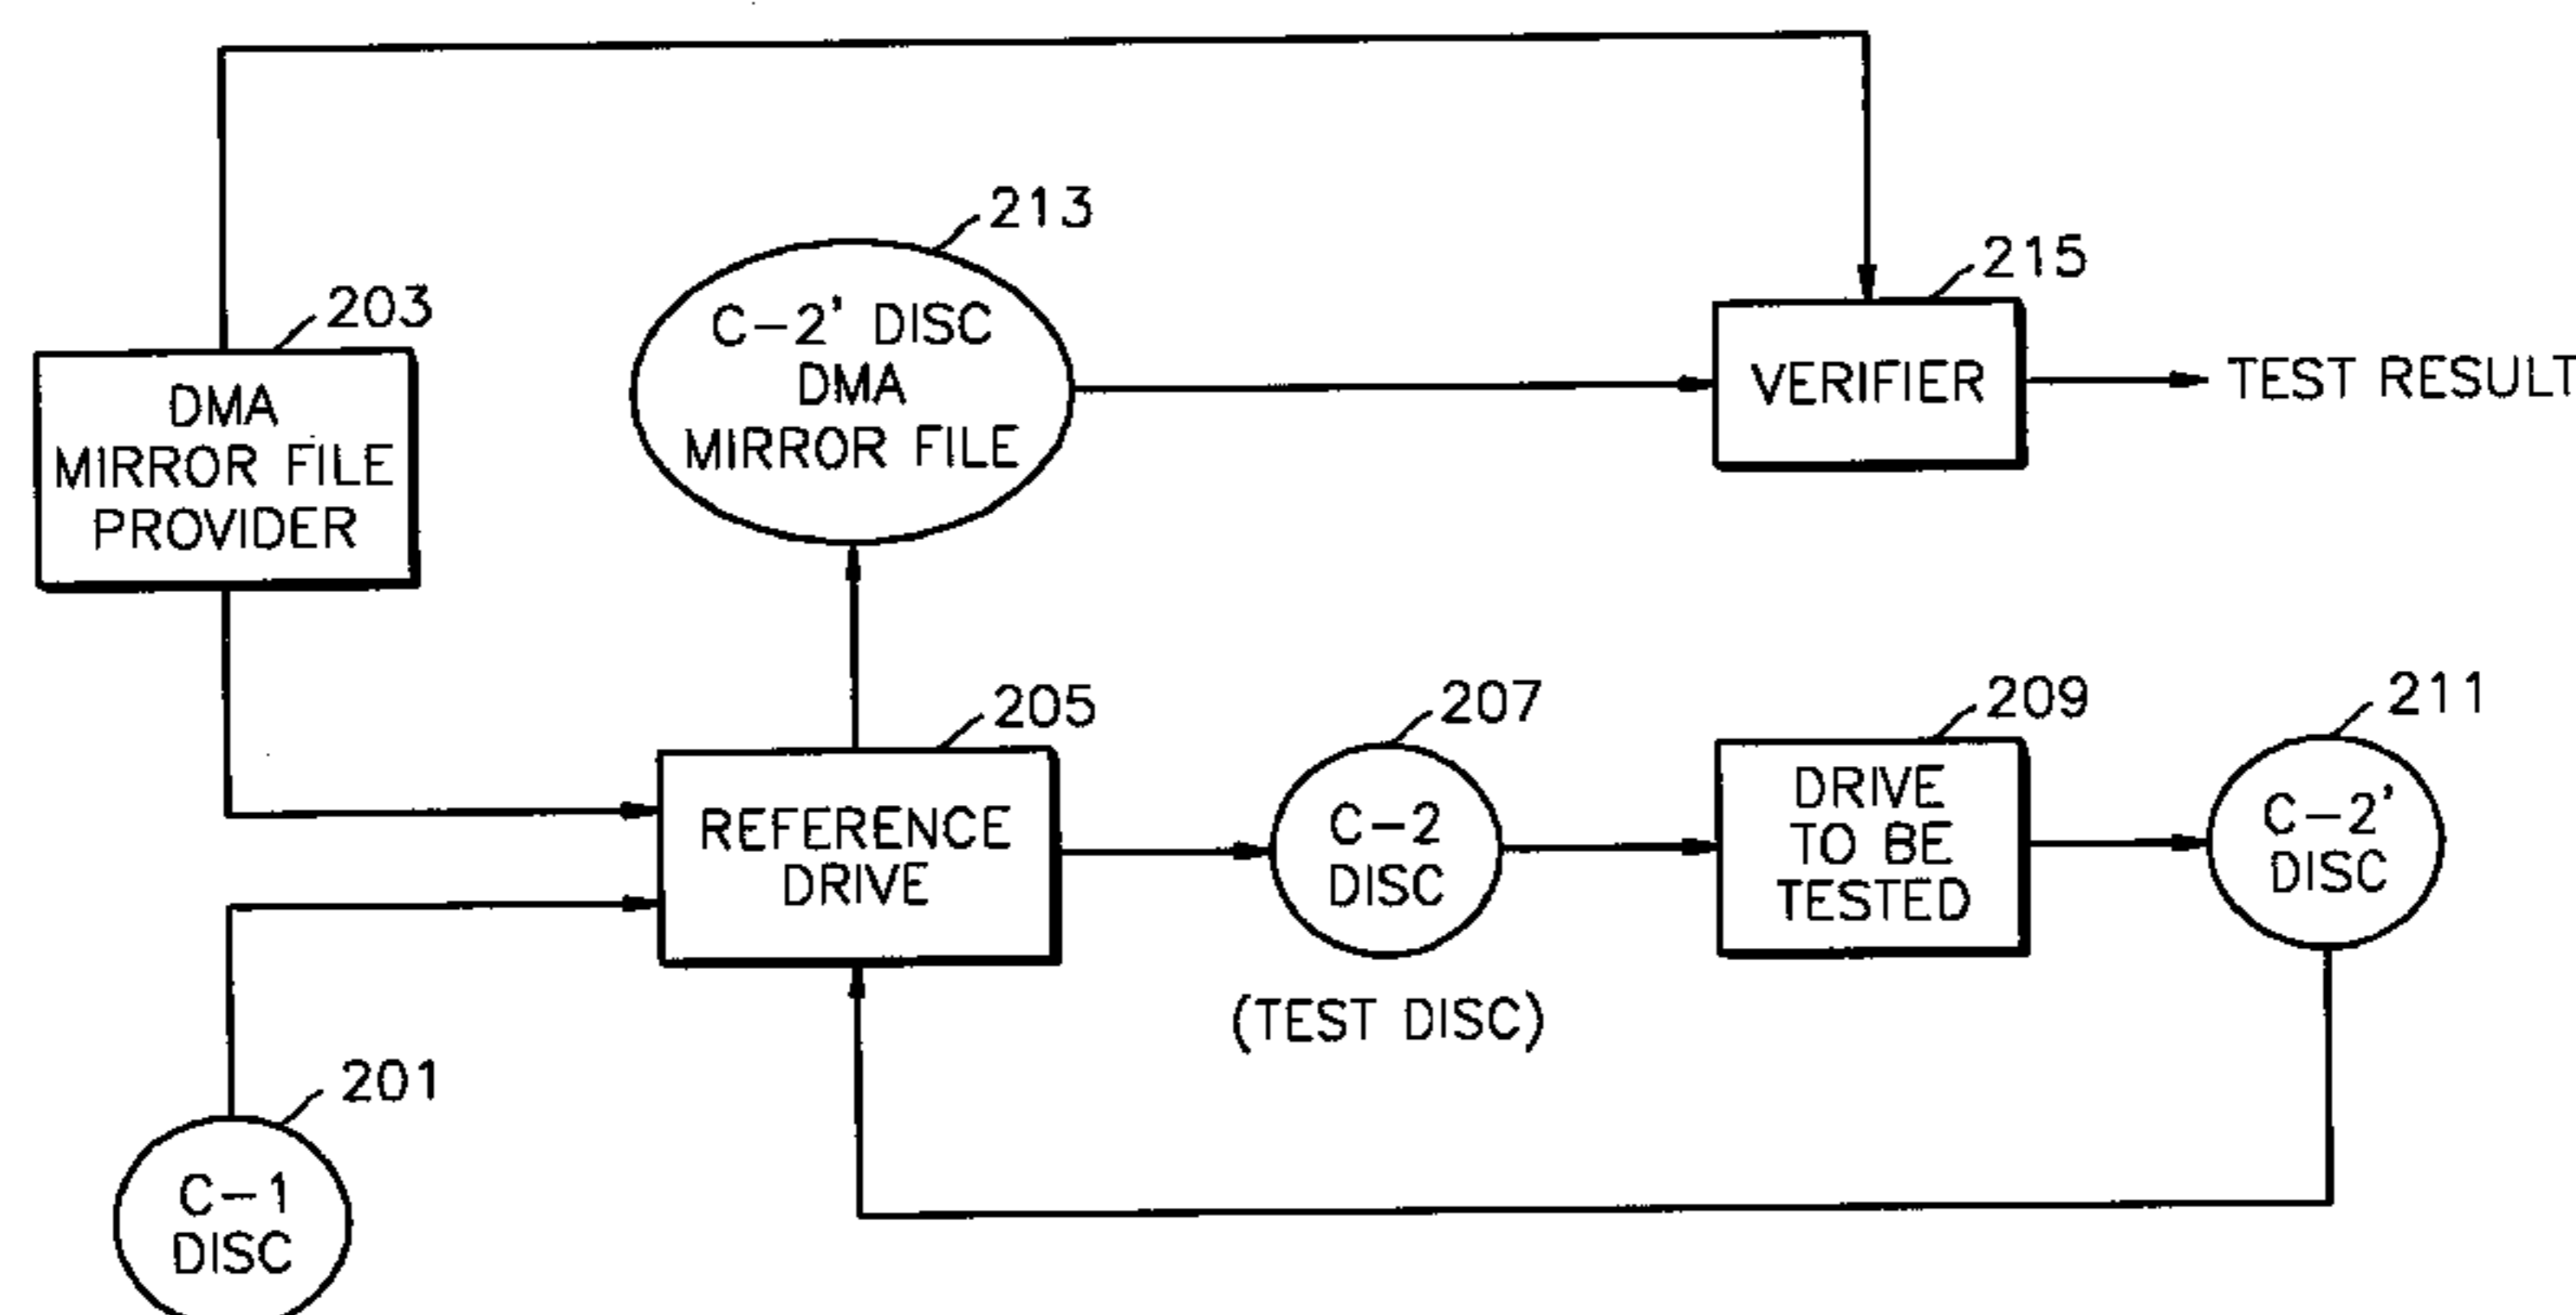 213
C-2' DISC
DMA
MIRROR FILE
215
VERIFIER
TEST RESULT
203
DMA
MIRROR FILE
PROVIDER
205
REFERENCE
DRIVE
207
C-2
DISC
(TEST DISC)
209
DRIVE
TO BE
TESTED
211
C-2'
DISC
201
C-1
DISC